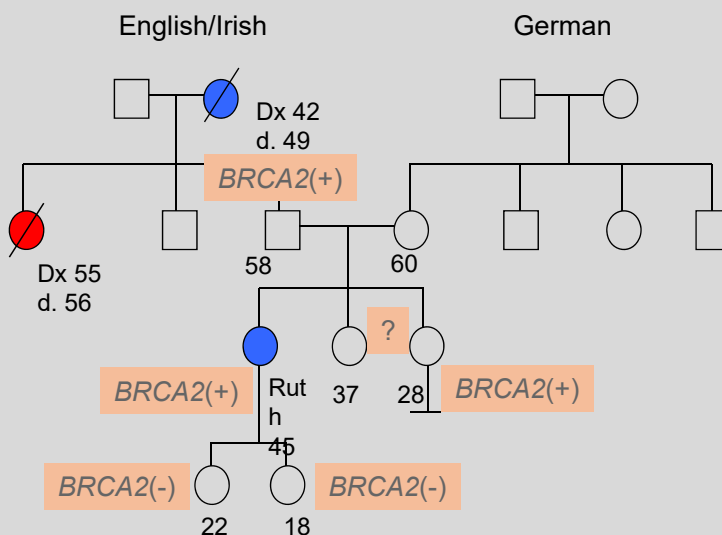 English/Irish
German
Dx 42
d. 49
BRCA2(+)
58
60
Dx 55
d. 56
?
BRCA2(+)
Rut
h
45
37
28
BRCA2(+)
BRCA2(-)
BRCA2(-)
22
18